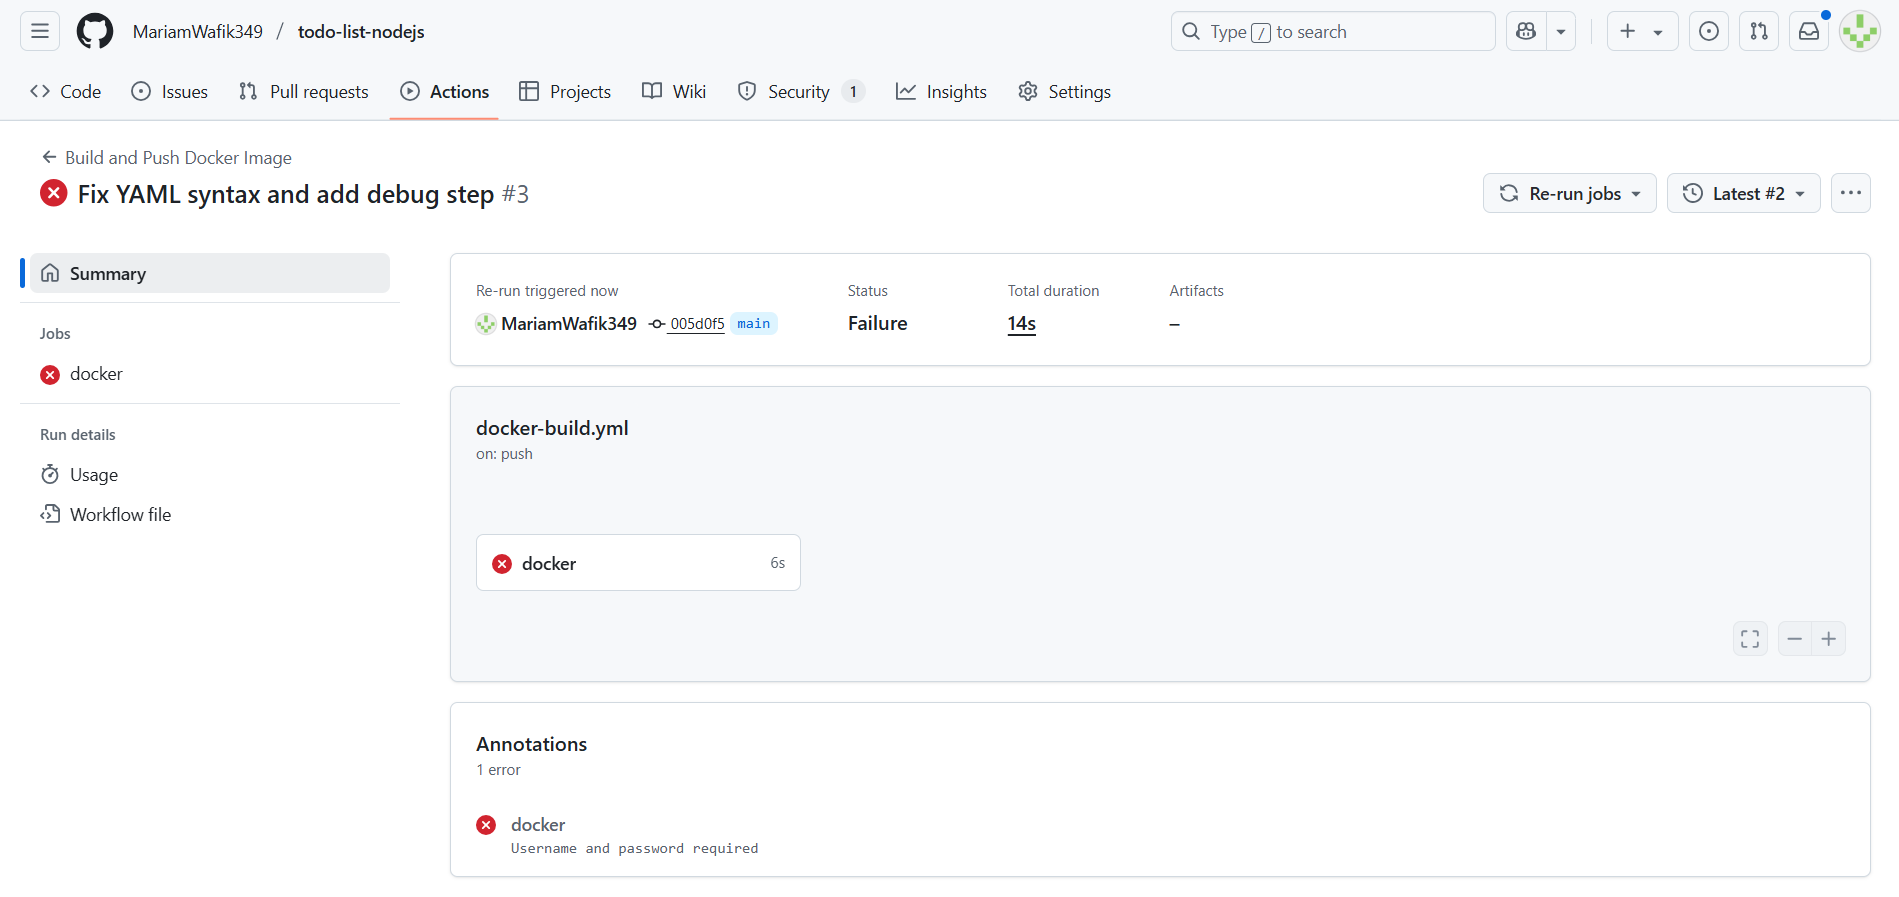 MariamWafik349 / todo-list-nodejs
Type / to search
Code Issues Pull requests Actions Projects Wiki Security 1 Insights Settings
Build and Push Docker Image
Fix YAML syntax and add debug step #3
Re-run jobs Latest #2
Summary
Jobs
docker
Run details
Usage
Workflow file
Re-run triggered now Status Total duration Artifacts
MariamWafik349 005d0f5 main Failure 14s –
docker-build.yml
on: push
docker 6s
Annotations
1 error
docker
Username and password required